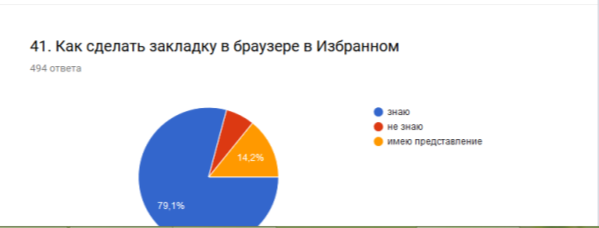 41. Как сделать закладку в браузере в Избранном
494 ответа
знаю
не знаю
имею представление
14,2%
79,1%